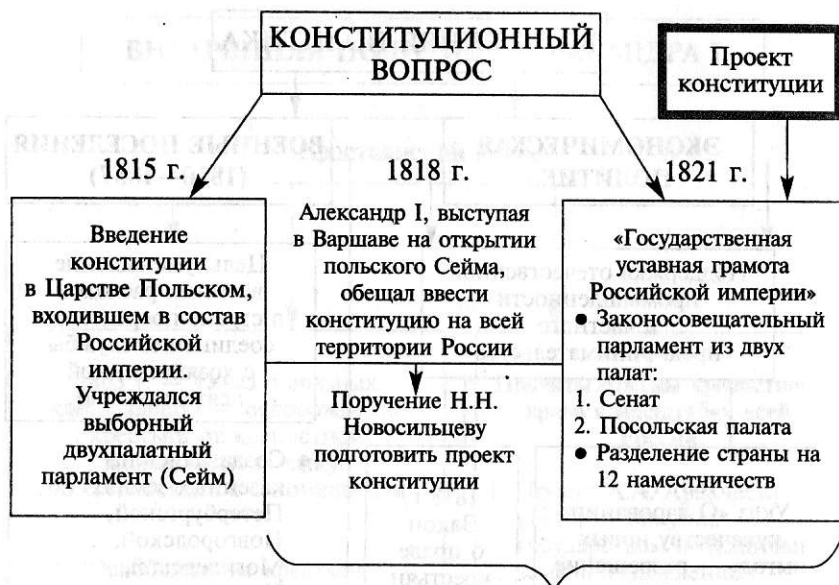 КОНСТИТУЦИОННЫЙ
ВОПРОС
Проект
конституции
1815 г.
Введение
конституции
в Царстве Польском,
входившем в состав
Российской
империи.
Учреждался
выборный
двухпалатный
парламент (Сейм)
1818 г.
Александр I, выступая
в Варшаве на открытии
польского Сейма,
обещал ввести
конституцию на всей
территории России
Поручение Н.Н.
Новосильцеву
подготовить проект
конституции
1821 г.
«Государственная
уставная грамота
Российской империи»
● Законосовещательный
парламент из двух
палат:
1. Сенат
2. Посольская палата
● Разделение страны на
12 наместничеств